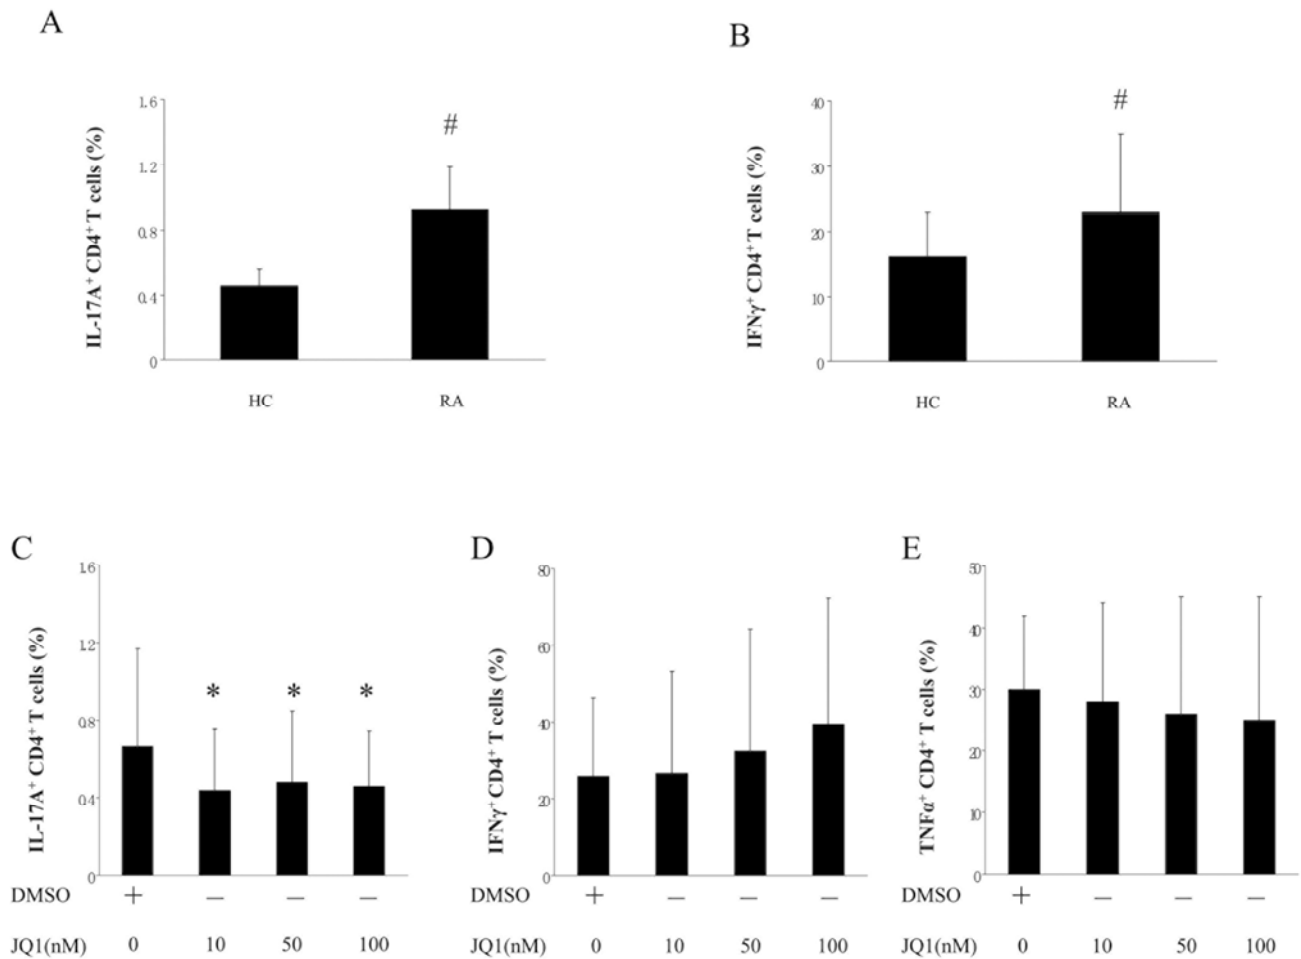 A
B
IL-17A⁺ CD4⁺ T cells (%)
1.6
1.2
0.8
0.4
0
#
HC
RA
IFNγ⁺ CD4⁺ T cells (%)
40
30
20
10
0
#
HC
RA
C
D
E
IL-17A⁺ CD4⁺ T cells (%)
1.6
1.2
0.8
0.4
0
* * *
IFNγ⁺ CD4⁺ T cells (%)
80
60
40
20
0
TNFα⁺ CD4⁺ T cells (%)
50
40
30
20
10
0
DMSO + — — —
DMSO + — — —
DMSO + — — —
JQ1(nM) 0 10 50 100
JQ1(nM) 0 10 50 100
JQ1(nM) 0 10 50 100